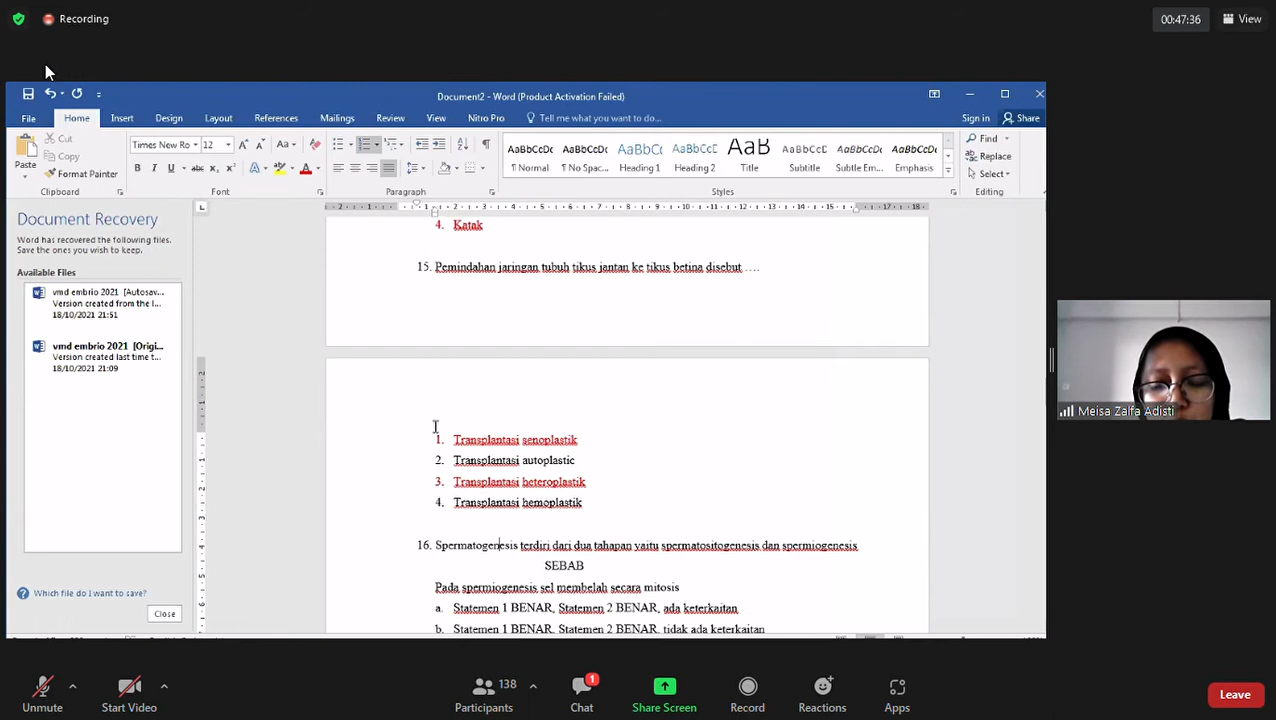 Recording
00:47:36
View
Document2 - Word (Product Activation Failed)
File Home Insert Design Layout References Mailings Review View Nitro Pro Tell me what you want to do... Sign in Share
Paste
Cut
Copy
Format Painter
Times New Ro 12
AaBbCcDc AaBbCcDc AaBbCc AaBbCcE AaB AaBbCcD AaBbCcDc AaBbCcDc
¶ Normal ¶ No Spac... Heading 1 Heading 2 Title Subtitle Subtle Em... Emphasis
Find
Replace
Select
Clipboard Font Paragraph Styles Editing
Document Recovery
Word has recovered the following files.
Save the ones you wish to keep.
Available Files
vmd embrio 2021 [Autosav...
Version created from the l...
18/10/2021 21:51
vmd embrio 2021 [Origi...
Version created last time t...
18/10/2021 21:09
Which file do I want to save?
Close
4. Katak
15. Pemindahan jaringan tubuh tikus jantan ke tikus betina disebut ....
1. Transplantasi senoplastik
2. Transplantasi autoplastic
3. Transplantasi heteroplastik
4. Transplantasi hemoplastik
16. Spermatogenesis terdiri dari dua tahapan yaitu spermatositogenesis dan spermiogenesis
SEBAB
Pada spermiogenesis sel membelah secara mitosis
a. Statemen 1 BENAR, Statemen 2 BENAR, ada keterkaitan
b. Statemen 1 BENAR, Statemen 2 BENAR, tidak ada keterkaitan
Meisa Zalfa Adisti
Unmute
Start Video
138
Participants
1
Chat
Share Screen
Record
Reactions
Apps
Leave